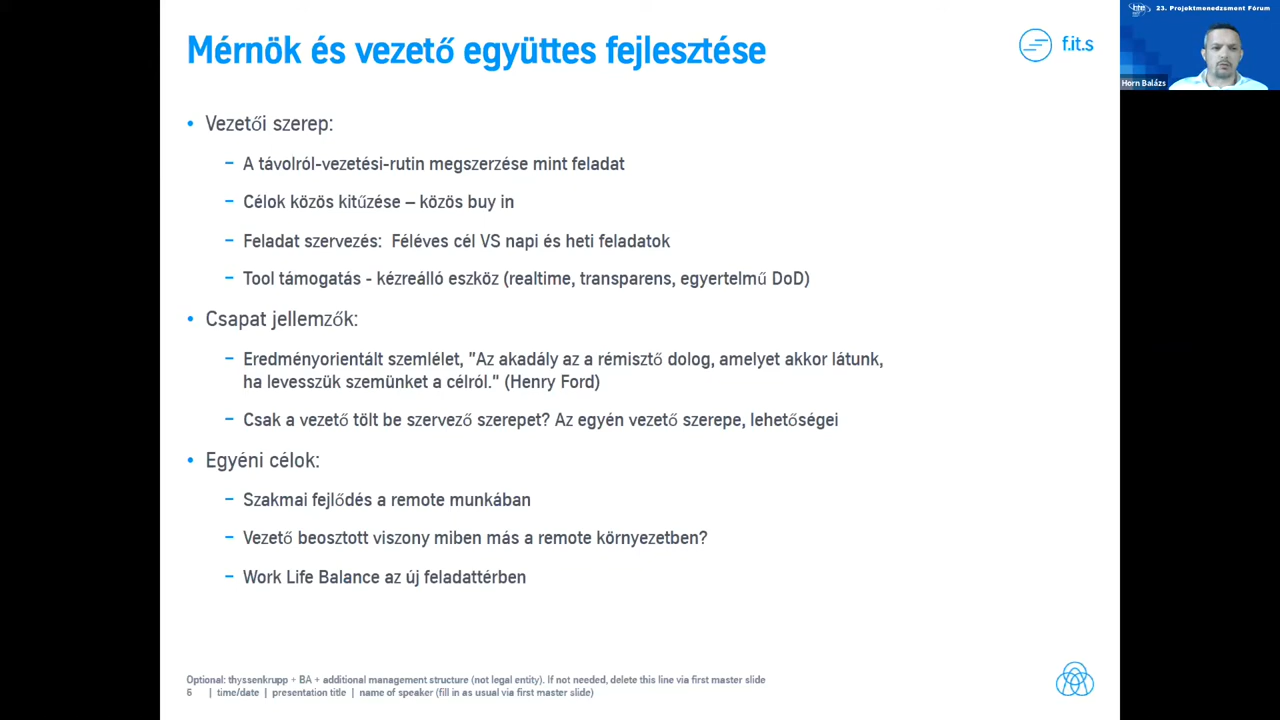 Mérnök és vezető együttes fejlesztése
f.it.s
23. Projektmenedzsment Fórum
Horn Balázs
• Vezetői szerep:
– A távolról-vezetési-rutin megszerzése mint feladat
– Célok közös kitűzése – közös buy in
– Feladat szervezés: Féléves cél VS napi és heti feladatok
– Tool támogatás - kézreálló eszköz (realtime, transparens, egyertelmű DoD)
• Csapat jellemzők:
– Eredményorientált szemlélet, "Az akadály az a rémisztő dolog, amelyet akkor látunk,
ha levesszük szemünket a célról." (Henry Ford)
– Csak a vezető tölt be szervező szerepet? Az egyén vezető szerepe, lehetőségei
• Egyéni célok:
– Szakmai fejlődés a remote munkában
– Vezető beosztott viszony miben más a remote környezetben?
– Work Life Balance az új feladattérben
Optional: thyssenkrupp + BA + additional management structure (not legal entity). If not needed, delete this line via first master slide
6 | time/date | presentation title | name of speaker (fill in as usual via first master slide)